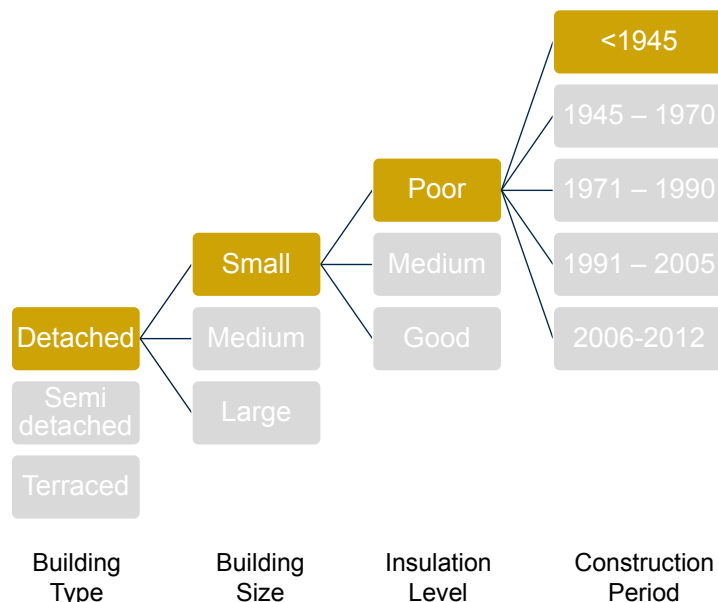 <1945
1945 – 1970
Poor
1971 – 1990
Small
Medium
1991 – 2005
Detached
Medium
Good
2006-2012
Semi
detached
Large
Terraced
Building
Type
Building
Size
Insulation
Level
Construction
Period